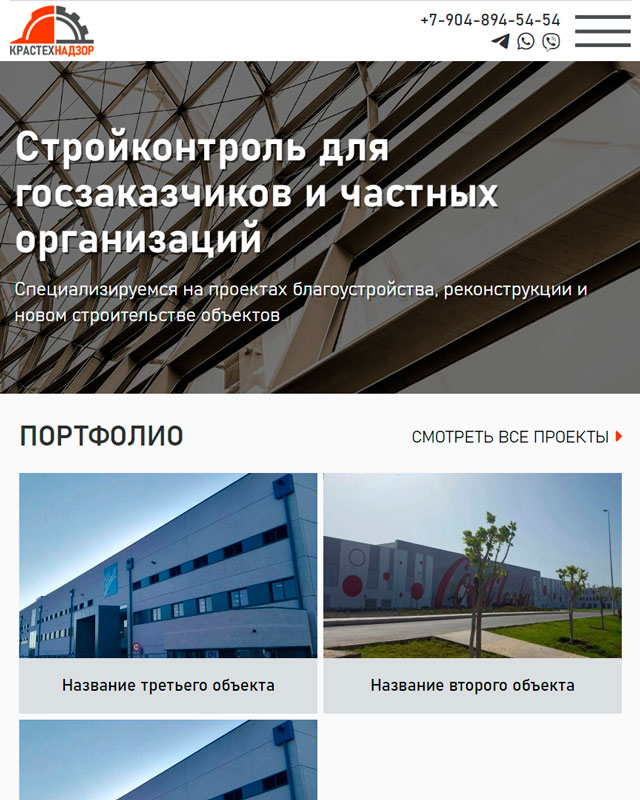 КРАСТЕХНАДЗОР
+7-904-894-54-54
Стройконтроль для
госзаказчиков и частных
организаций
Специализируемся на проектах благоустройства, реконструкции и
новом строительстве объектов
ПОРТФОЛИО
СМОТРЕТЬ ВСЕ ПРОЕКТЫ
Название третьего объекта
Название второго объекта